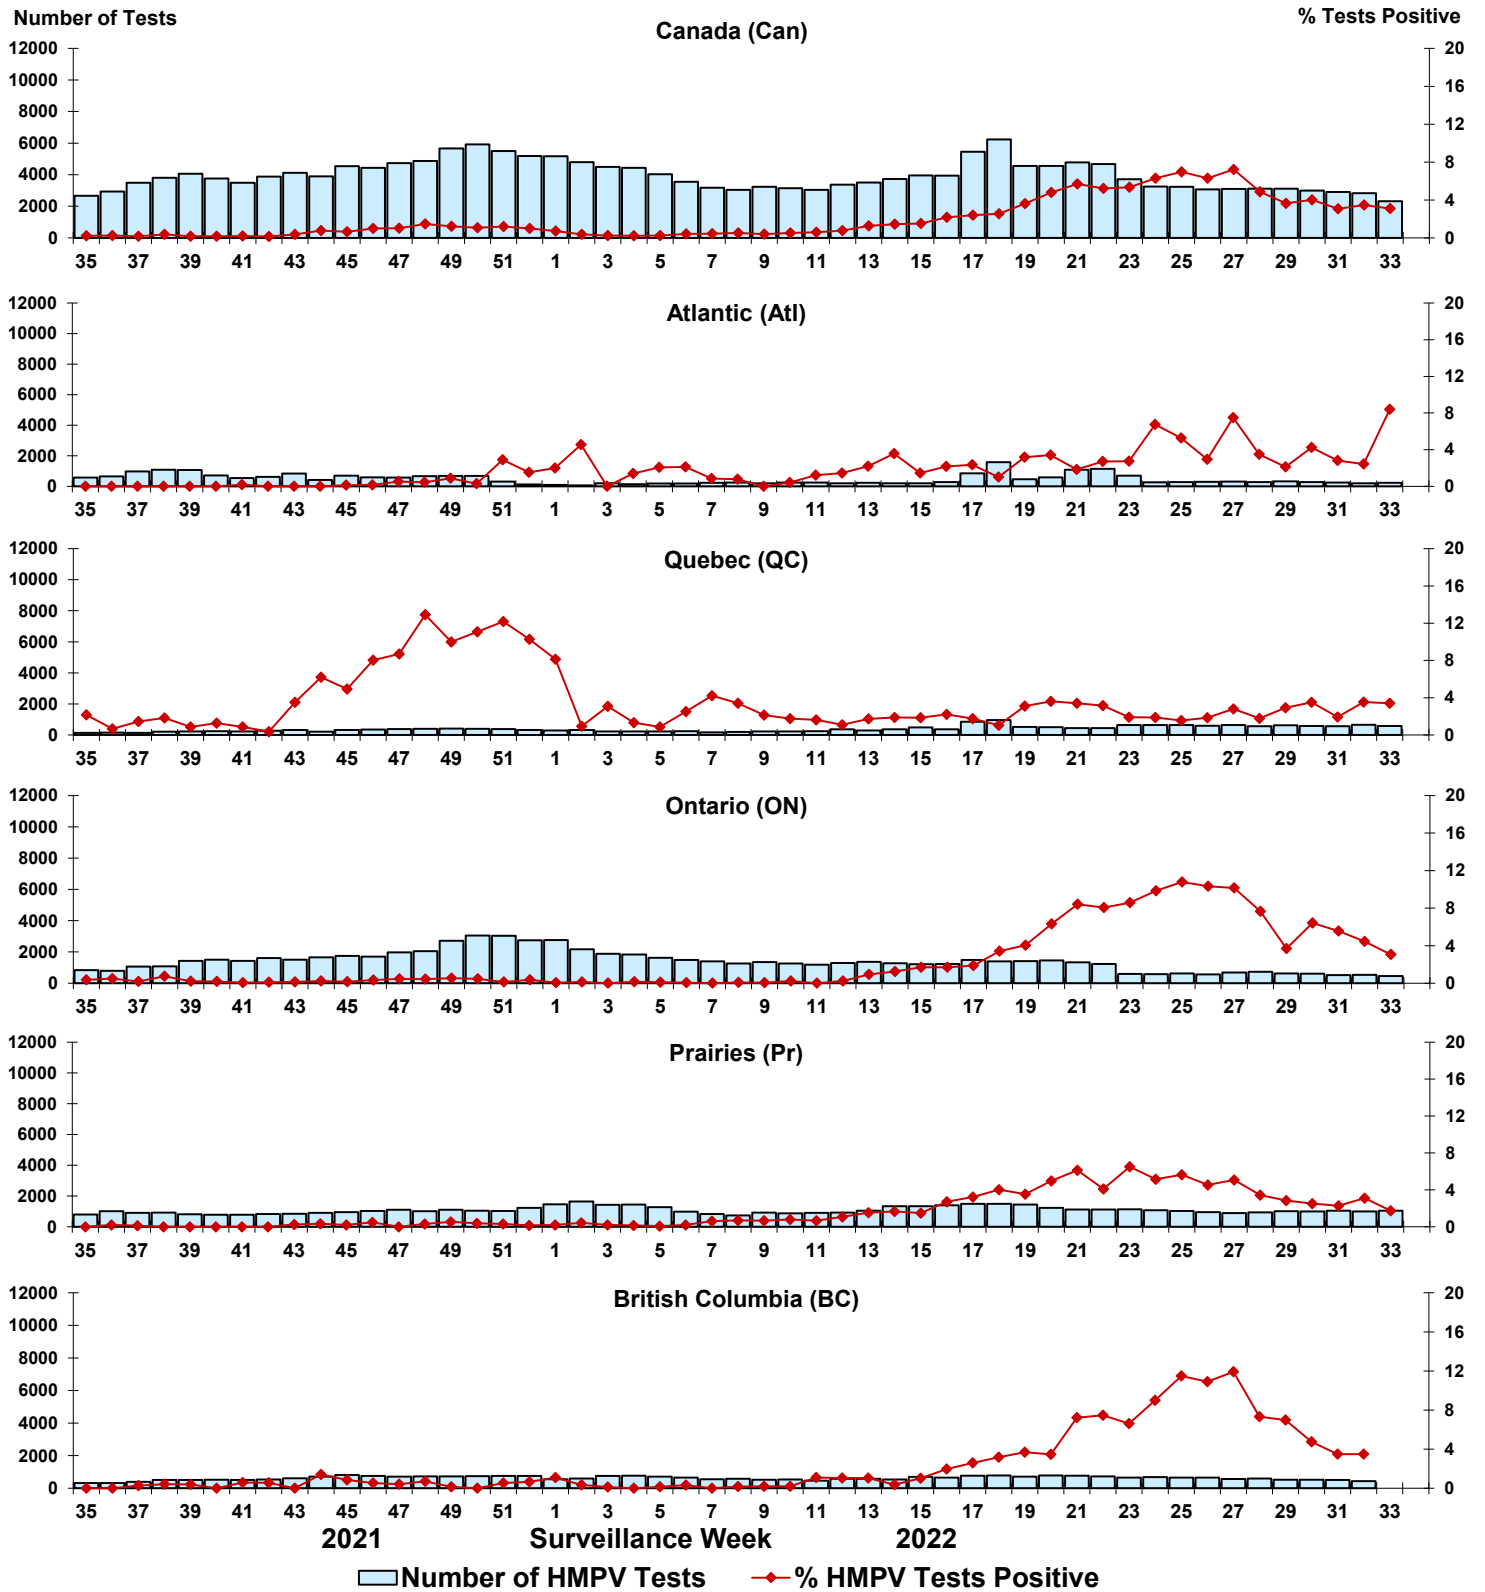 Number of Tests
% Tests Positive
Canada (Can)
12000 20
10000 16
8000 12
6000 8
4000 4
2000 0
0
35 37 39 41 43 45 47 49 51 1 3 5 7 9 11 13 15 17 19 21 23 25 27 29 31 33
Atlantic (Atl)
12000 20
10000 16
8000 12
6000 8
4000 4
2000 0
0
35 37 39 41 43 45 47 49 51 1 3 5 7 9 11 13 15 17 19 21 23 25 27 29 31 33
Quebec (QC)
12000 20
10000 16
8000 12
6000 8
4000 4
2000 0
0
35 37 39 41 43 45 47 49 51 1 3 5 7 9 11 13 15 17 19 21 23 25 27 29 31 33
Ontario (ON)
12000 20
10000 16
8000 12
6000 8
4000 4
2000 0
0
35 37 39 41 43 45 47 49 51 1 3 5 7 9 11 13 15 17 19 21 23 25 27 29 31 33
Prairies (Pr)
12000 20
10000 16
8000 12
6000 8
4000 4
2000 0
0
35 37 39 41 43 45 47 49 51 1 3 5 7 9 11 13 15 17 19 21 23 25 27 29 31 33
British Columbia (BC)
12000 20
10000 16
8000 12
6000 8
4000 4
2000 0
0
35 37 39 41 43 45 47 49 51 1 3 5 7 9 11 13 15 17 19 21 23 25 27 29 31 33
2021 Surveillance Week 2022
Number of HMPV Tests % HMPV Tests Positive